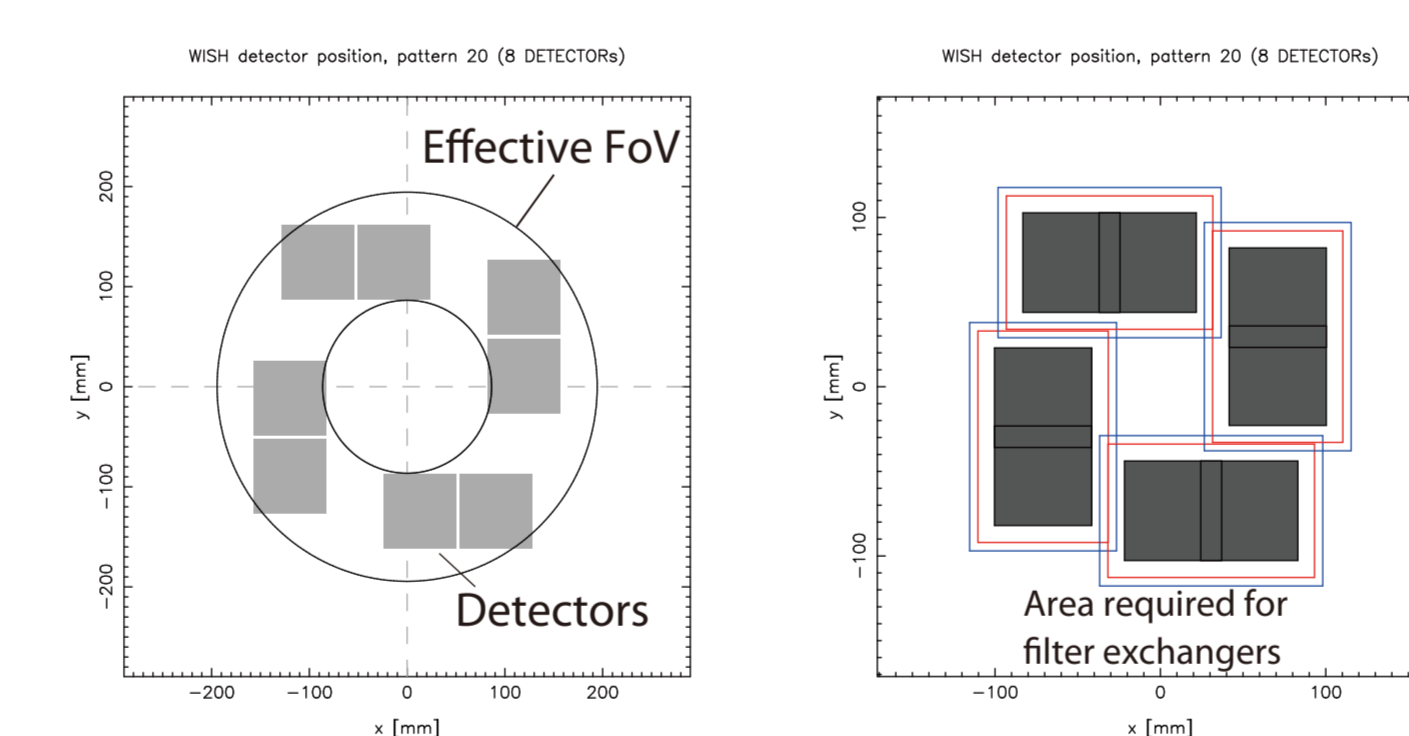 WISH detector position, pattern 20 (8 DETECTORs)
Effective FoV
Detectors
200
100
0
−100
−200
y [mm]
−200 −100 0 100 200
x [mm]
WISH detector position, pattern 20 (8 DETECTORs)
100
0
−100
y [mm]
Area required for
filter exchangers
−100 0 100
x [mm]